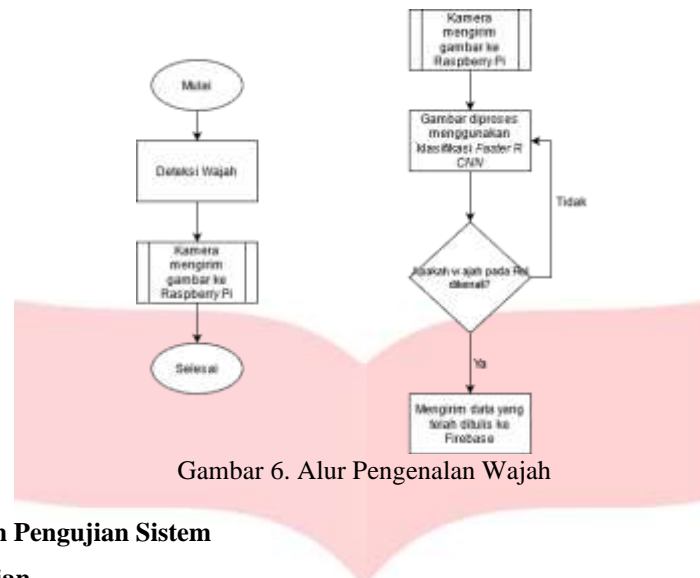 Mulai
Deteksi Wajah
Kamera
mengirim
gambar ke
Raspberry Pi
Selesai
Kamera
mengirim
gambar ke
Raspberry Pi
Gambar diproses
menggunakan
klasifikasi Faster R
CNN
Tidak
Apakah wajah pada RoI
dikenali?
Ya
Mengirim data yang
telah ditulis ke
Firebase
Gambar 6. Alur Pengenalan Wajah
Pengujian Sistem